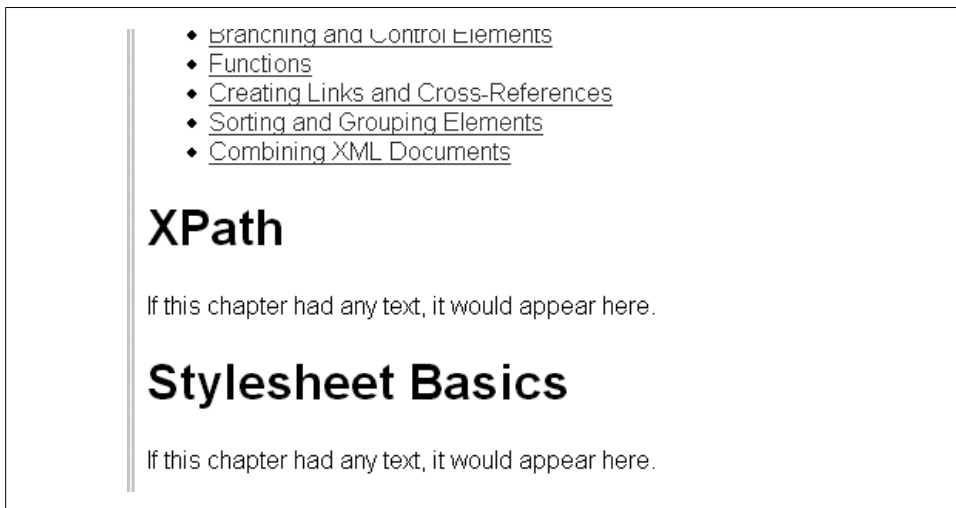 Branching and Control Elements
Functions
Creating Links and Cross-References
Sorting and Grouping Elements
Combining XML Documents
XPath
If this chapter had any text, it would appear here.
Stylesheet Basics
If this chapter had any text, it would appear here.